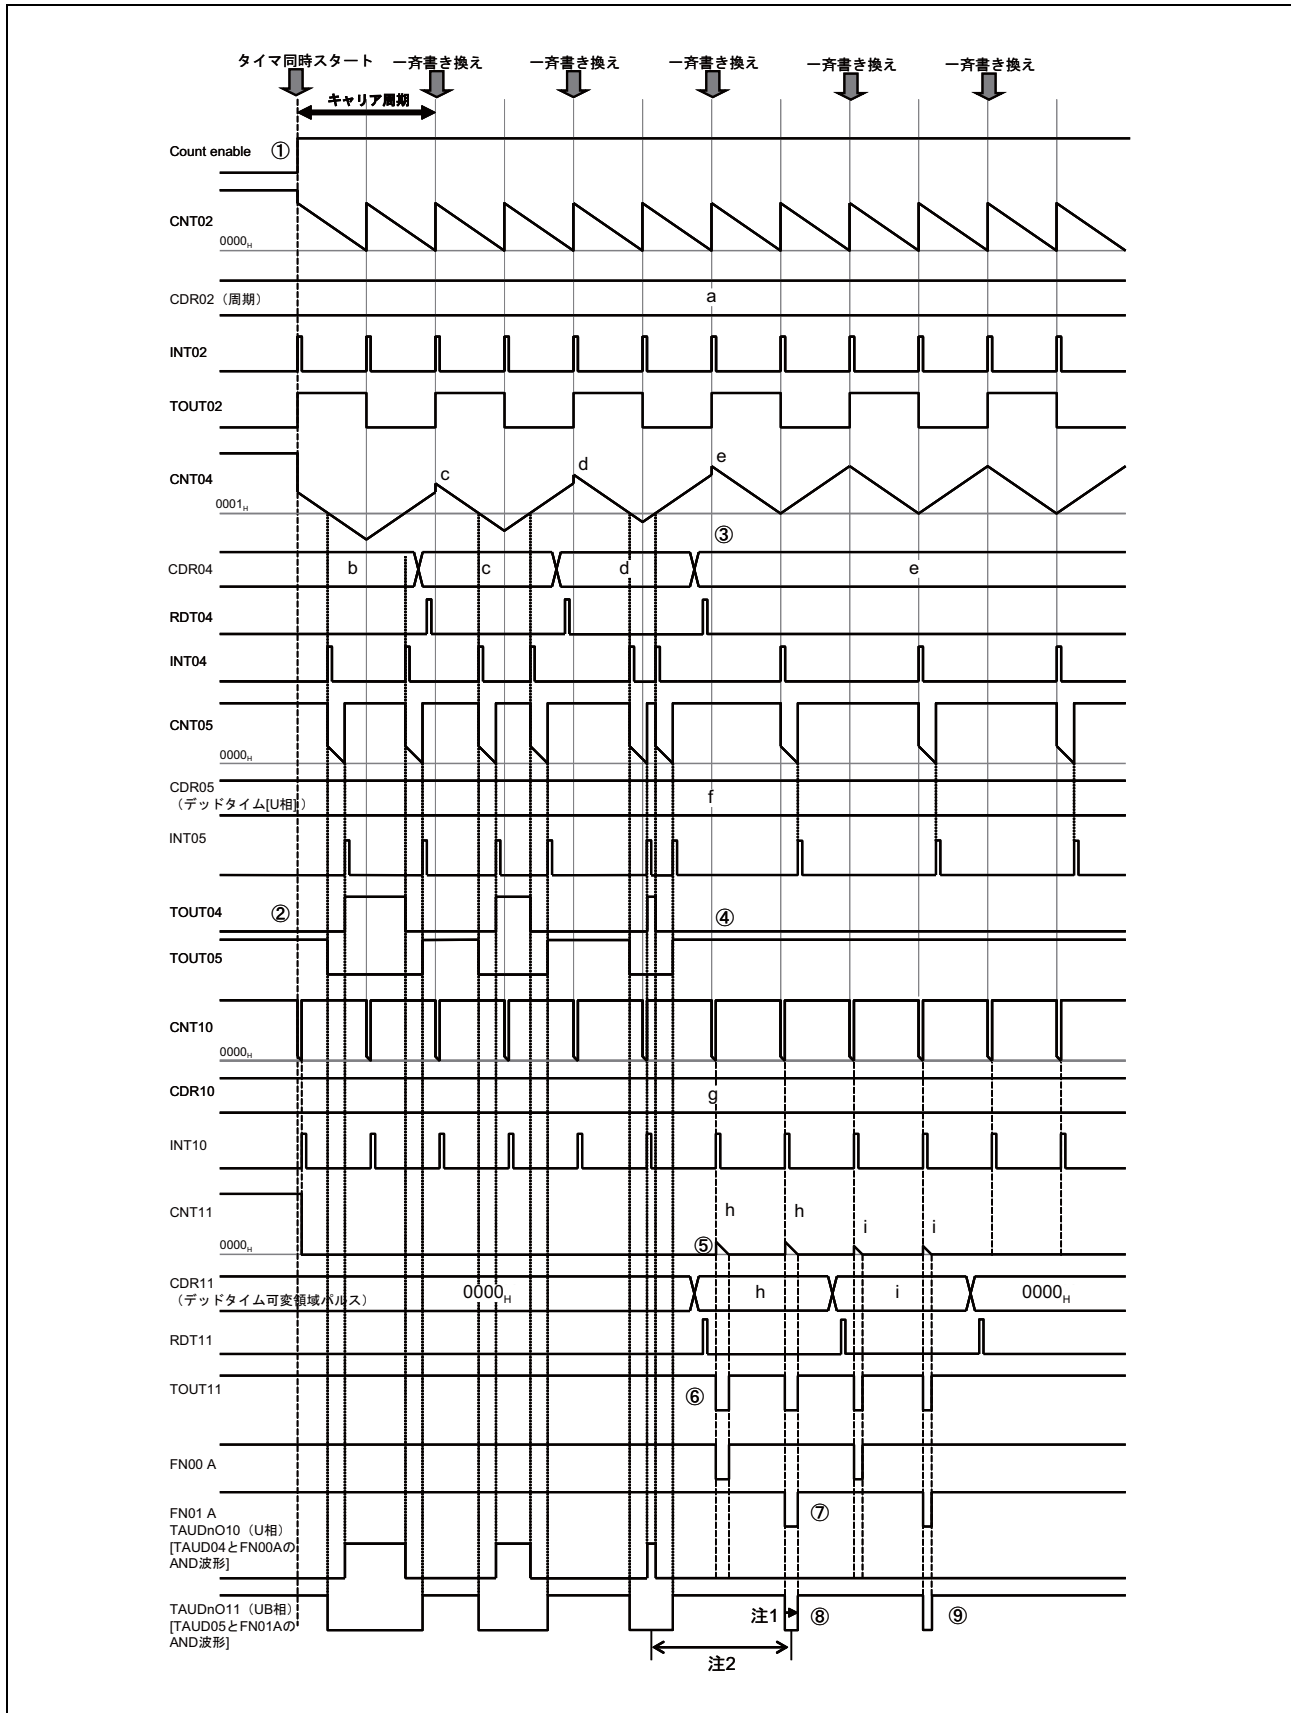 タイマ同時スタート 一斉書き換え 一斉書き換え 一斉書き換え 一斉書き換え 一斉書き換え
キャリア周期
Count enable ①
CNT02
0000H
CDR02（周期） a
INT02
TOUT02
CNT04 c d e
0001H
③
CDR04 b c d e
RDT04
INT04
CNT05
0000H
CDR05
（デッドタイム[U相]） f
INT05
TOUT04 ② ④
TOUT05
CNT10
0000H
CDR10 g
INT10
CNT11 h h i i
0000H ⑤
CDR11
（デッドタイム可変領域パルス） 0000H h i 0000H
RDT11
TOUT11 ⑥
FN00 A
FN01 A ⑦
TAUDnO10（U相）
[TAUD04とFN00Aの
AND波形]
TAUDnO11（UB相） 注1 ⑧ ⑨
[TAUD05とFN01Aの
AND波形]
注2